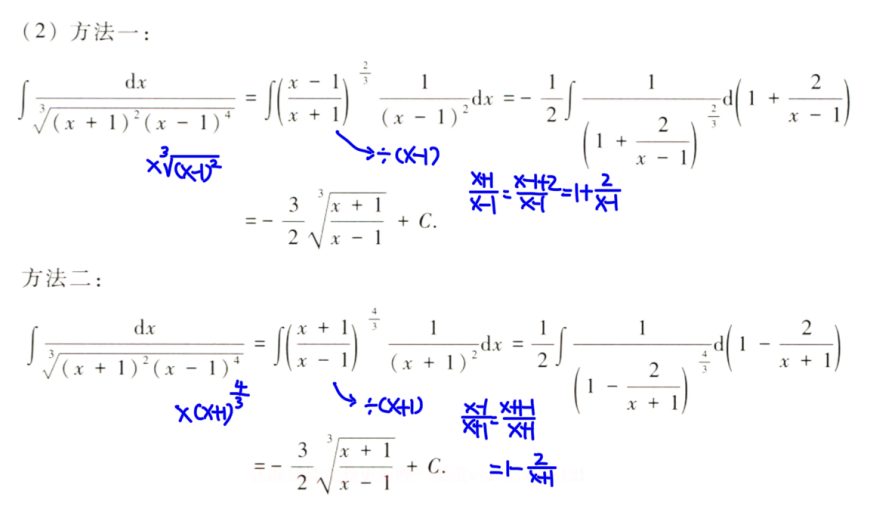 (2) 方法一:
∫ dx / ∛((x + 1)²(x − 1)⁴) = ∫ ((x − 1)/(x + 1))^(2/3) 1/(x − 1)² dx = − 1/2 ∫ 1/(1 + 2/(x − 1))^(2/3) d(1 + 2/(x − 1))
×∛(x-1)² ÷(x-1) (x+1)/(x-1) = (x-1+2)/(x-1) = 1+ 2/(x-1)
= − 3/2 ∛((x + 1)/(x − 1)) + C.
方法二:
∫ dx / ∛((x + 1)²(x − 1)⁴) = ∫ ((x + 1)/(x − 1))^(4/3) 1/(x + 1)² dx = 1/2 ∫ 1/(1 − 2/(x + 1))^(4/3) d(1 − 2/(x + 1))
×(x+1)^(4/3) ÷(x+1) (x-1)/(x+1) =
= − 3/2 ∛((x + 1)/(x − 1)) + C. =1- 2/(x+1)